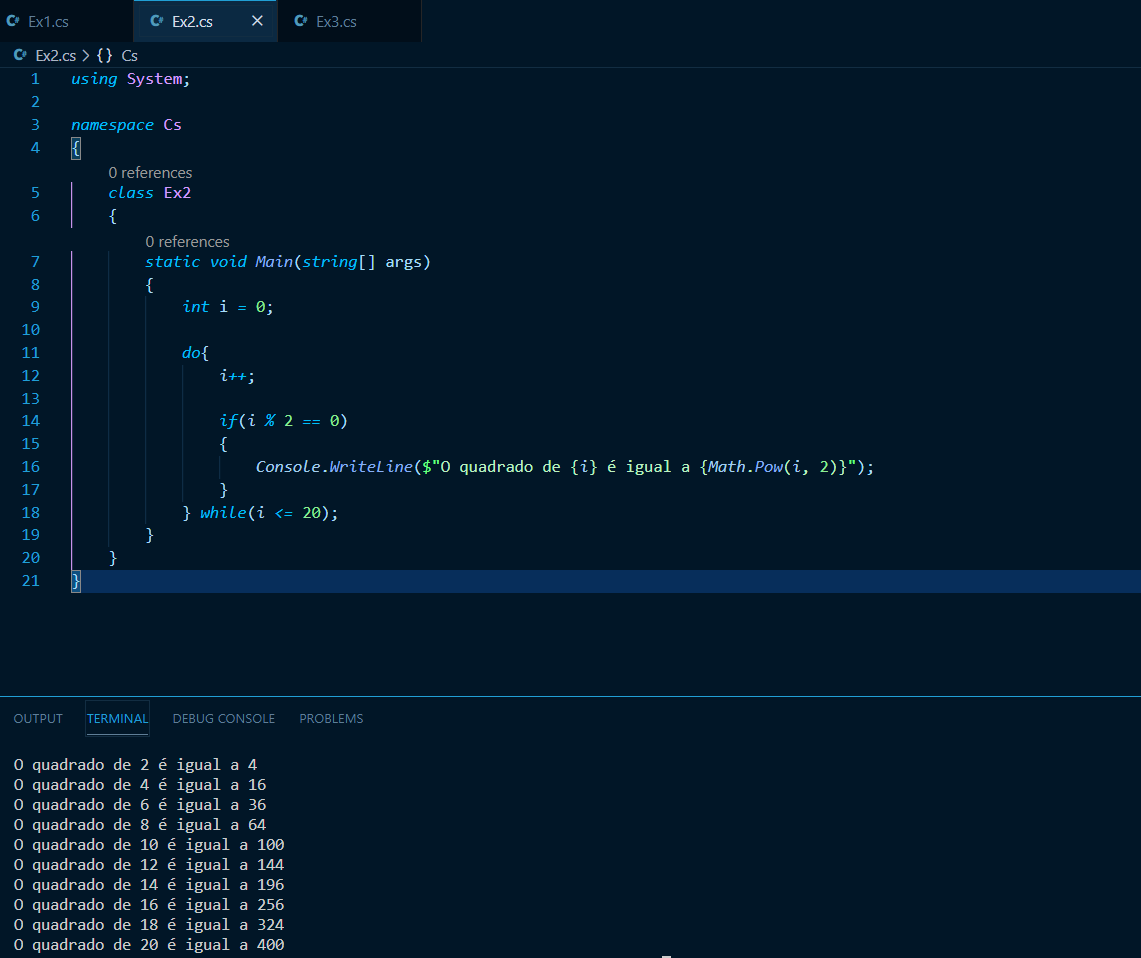 Ex1.cs Ex2.cs × Ex3.cs
Ex2.cs > {} Cs
1 using System;
2
3 namespace Cs
4 {
0 references
5 class Ex2
6 {
0 references
7 static void Main(string[] args)
8 {
9 int i = 0;
10
11 do{
12 i++;
13
14 if(i % 2 == 0)
15 {
16 Console.WriteLine($"O quadrado de {i} é igual a {Math.Pow(i, 2)}");
17 }
18 } while(i <= 20);
19 }
20 }
21 }
OUTPUT TERMINAL DEBUG CONSOLE PROBLEMS
O quadrado de 2 é igual a 4
O quadrado de 4 é igual a 16
O quadrado de 6 é igual a 36
O quadrado de 8 é igual a 64
O quadrado de 10 é igual a 100
O quadrado de 12 é igual a 144
O quadrado de 14 é igual a 196
O quadrado de 16 é igual a 256
O quadrado de 18 é igual a 324
O quadrado de 20 é igual a 400